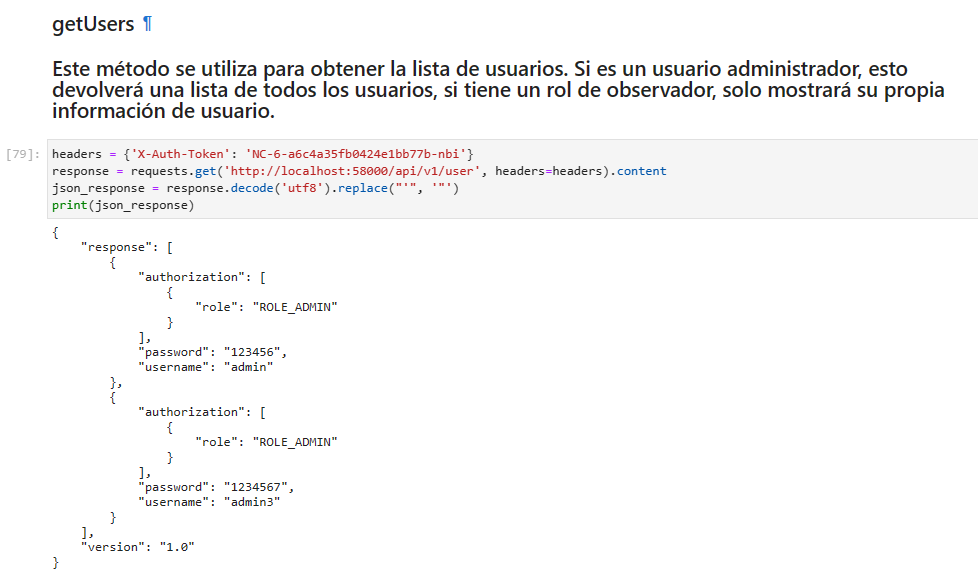 getUsers ¶
Este método se utiliza para obtener la lista de usuarios. Si es un usuario administrador, esto
devolverá una lista de todos los usuarios, si tiene un rol de observador, solo mostrará su propia
información de usuario.
[79]: headers = {'X-Auth-Token': 'NC-6-a6c4a35fb0424e1bb77b-nbi'}
response = requests.get('http://localhost:58000/api/v1/user', headers=headers).content
json_response = response.decode('utf8').replace("'", '"')
print(json_response)
{
    "response": [
        {
            "authorization": [
                {
                    "role": "ROLE_ADMIN"
                }
            ],
            "password": "123456",
            "username": "admin"
        },
        {
            "authorization": [
                {
                    "role": "ROLE_ADMIN"
                }
            ],
            "password": "1234567",
            "username": "admin3"
        }
    ],
    "version": "1.0"
}